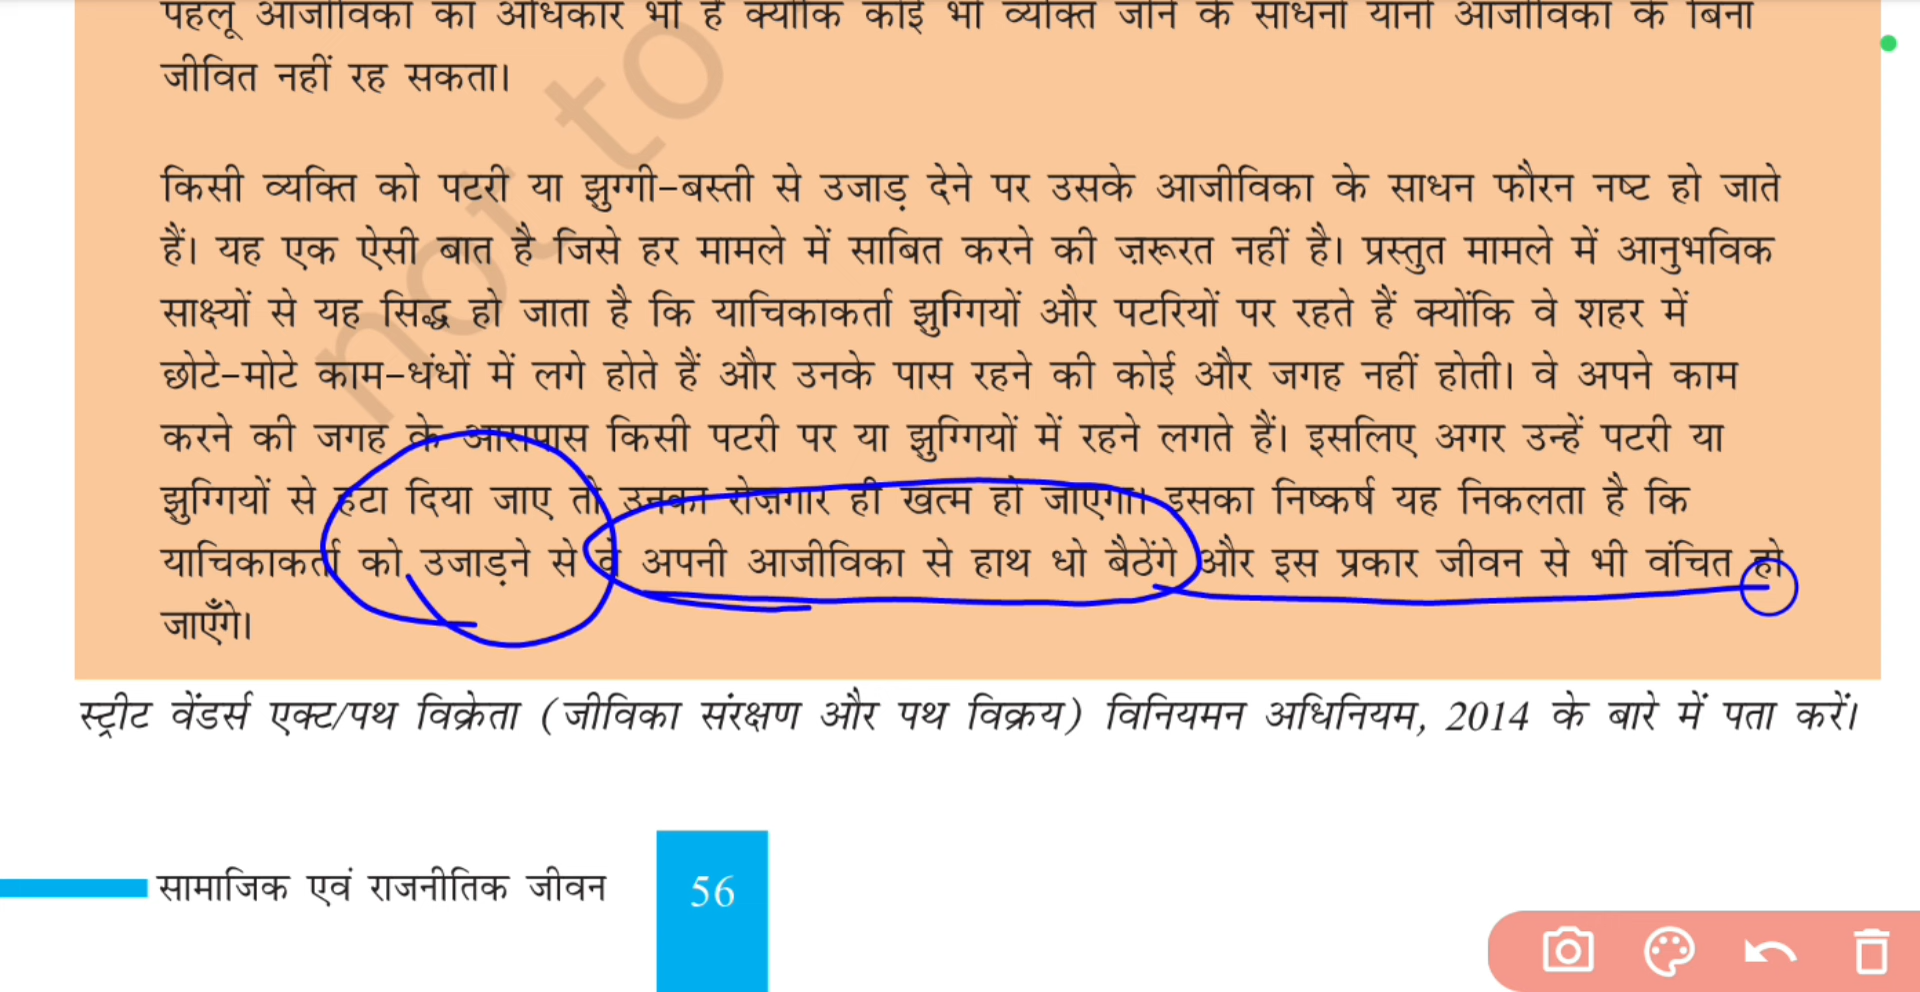 पहलू आजीविका का अधिकार भी है क्योंकि कोई भी व्यक्ति जीने के साधनों यानी आजीविका के बिना
जीवित नहीं रह सकता।
किसी व्यक्ति को पटरी या झुग्गी-बस्ती से उजाड़ देने पर उसके आजीविका के साधन फौरन नष्ट हो जाते
हैं। यह एक ऐसी बात है जिसे हर मामले में साबित करने की ज़रूरत नहीं है। प्रस्तुत मामले में आनुभविक
साक्ष्यों से यह सिद्ध हो जाता है कि याचिकाकर्ता झुग्गियों और पटरियों पर रहते हैं क्योंकि वे शहर में
छोटे-मोटे काम-धंधों में लगे होते हैं और उनके पास रहने की कोई और जगह नहीं होती। वे अपने काम
करने की जगह के आसपास किसी पटरी पर या झुग्गियों में रहने लगते हैं। इसलिए अगर उन्हें पटरी या
झुग्गियों से हटा दिया जाए तो उनका रोज़गार ही खत्म हो जाएगा। इसका निष्कर्ष यह निकलता है कि
याचिकाकर्ता को उजाड़ने से वे अपनी आजीविका से हाथ धो बैठेंगे और इस प्रकार जीवन से भी वंचित हो
जाएँगे।
not to
स्ट्रीट वेंडर्स एक्ट/पथ विक्रेता (जीविका संरक्षण और पथ विक्रय) विनियमन अधिनियम, 2014 के बारे में पता करें।
सामाजिक एवं राजनीतिक जीवन
56